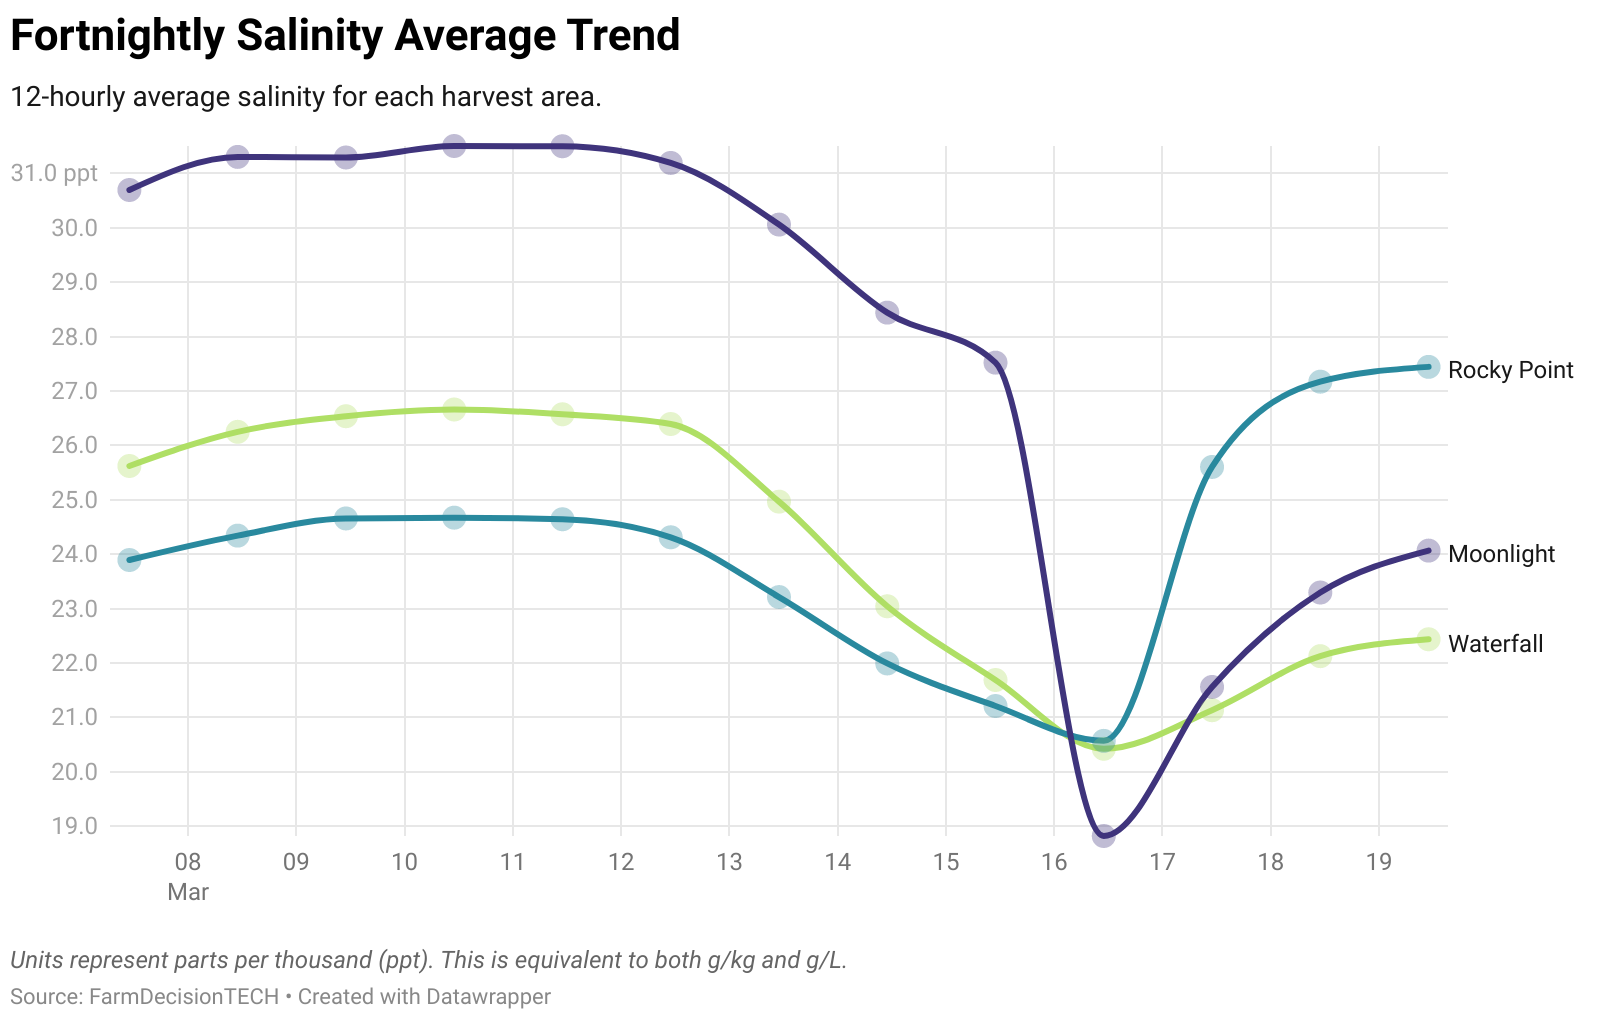 Fortnightly Salinity Average Trend
12-hourly average salinity for each harvest area.
31.0 ppt
30.0
29.0
28.0
27.0
26.0
25.0
24.0
23.0
22.0
21.0
20.0
19.0
Rocky Point
Moonlight
Waterfall
08 09 10 11 12 13 14 15 16 17 18 19
Mar
Units represent parts per thousand (ppt). This is equivalent to both g/kg and g/L.
Source: FarmDecisionTECH • Created with Datawrapper